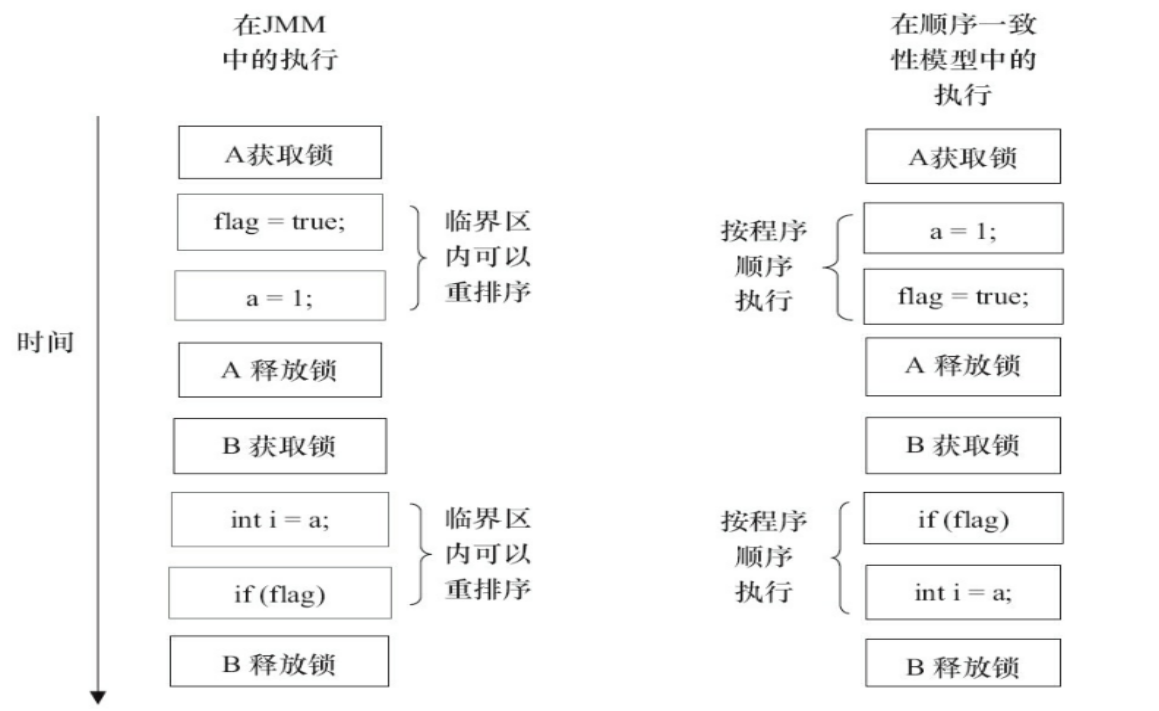 在JMM
中的执行
A获取锁
flag = true;
a = 1;
临界区
内可以
重排序
A 释放锁
B 获取锁
int i = a;
if (flag)
临界区
内可以
重排序
B 释放锁
时间
在顺序一致
性模型中的
执行
A获取锁
按程序
顺序
执行
a = 1;
flag = true;
A 释放锁
B 获取锁
按程序
顺序
执行
if (flag)
int i = a;
B 释放锁